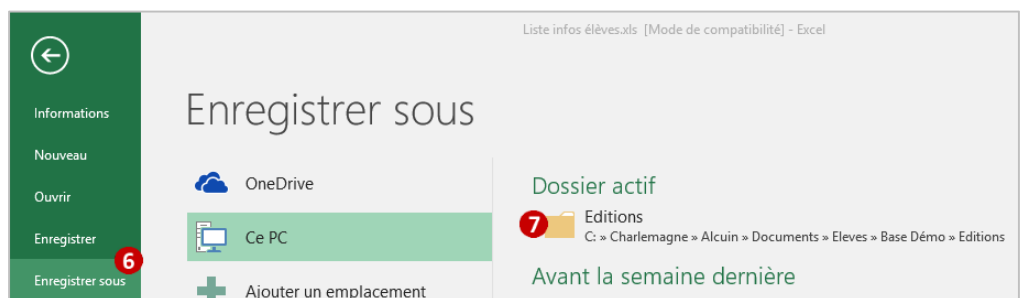 Liste infos élèves.xls [Mode de compatibilité] - Excel
Informations
Nouveau
Ouvrir
Enregistrer
6
Enregistrer sous
Enregistrer sous
OneDrive
Ce PC
Ajouter un emplacement
Dossier actif
7
Editions
C: » Charlemagne » Alcuin » Documents » Eleves » Base Démo » Editions
Avant la semaine dernière